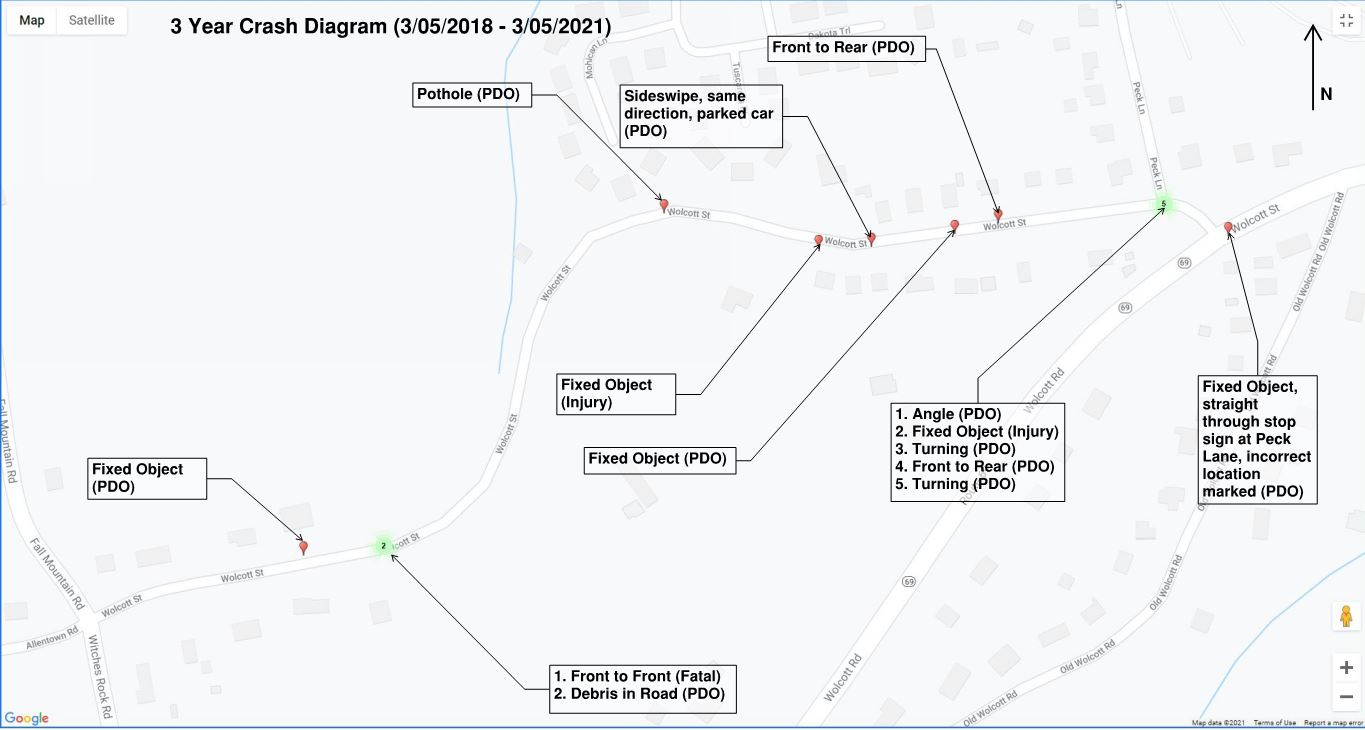 Map
Satellite
3 Year Crash Diagram (3/05/2018 - 3/05/2021)
N
Front to Rear (PDO)
Pothole (PDO)
Sideswipe, same
direction, parked car
(PDO)
Dakota Trl
Mohican Ln
Peck Ln
Peck Ln
Wolcott St
Wolcott St
Wolcott St
Wolcott St
Wolcott St
5
69
69
Old Wolcott Rd
Old Wolcott Rd
Fixed Object
(Injury)
Fixed Object (PDO)
1. Angle (PDO)
2. Fixed Object (Injury)
3. Turning (PDO)
4. Front to Rear (PDO)
5. Turning (PDO)
Fixed Object,
straight
through stop
sign at Peck
Lane, incorrect
location
marked (PDO)
Wolcott Rd
Wolcott St
Fall Mountain Rd
Fixed Object
(PDO)
2
Fall Mountain Rd
Wolcott St
Wolcott St
Allentown Rd
Witches Rock Rd
69
Old Wolcott Rd
Old Wolcott Rd
Old Wolcott Rd
Wolcott Rd
1. Front to Front (Fatal)
2. Debris in Road (PDO)
Google
Map data ©2021
Terms of Use
Report a map error